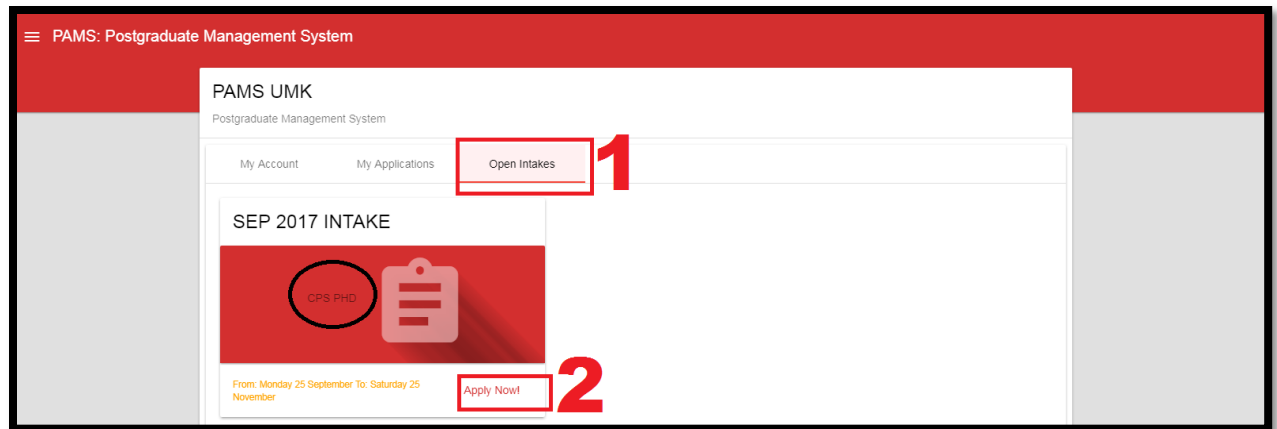 PAMS: Postgraduate Management System
PAMS UMK
Postgraduate Management System
My Account My Applications Open Intakes 1
SEP 2017 INTAKE
CPS PHD
From: Monday 25 September To: Saturday 25
November
Apply Now! 2